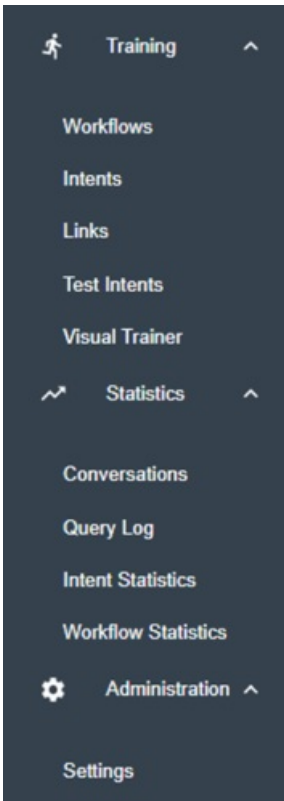 Training
Workflows
Intents
Links
Test Intents
Visual Trainer
Statistics
Conversations
Query Log
Intent Statistics
Workflow Statistics
Administration
Settings